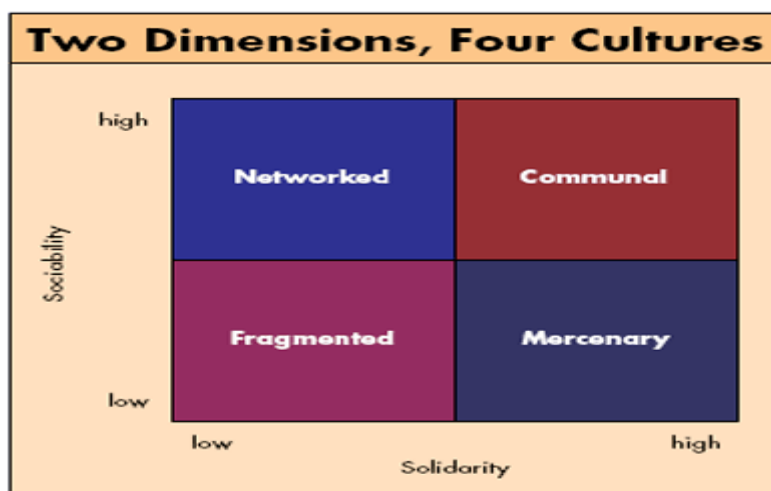 Two Dimensions, Four Cultures
high
Networked
Communal
Sociability
Fragmented
Mercenary
low
low
high
Solidarity